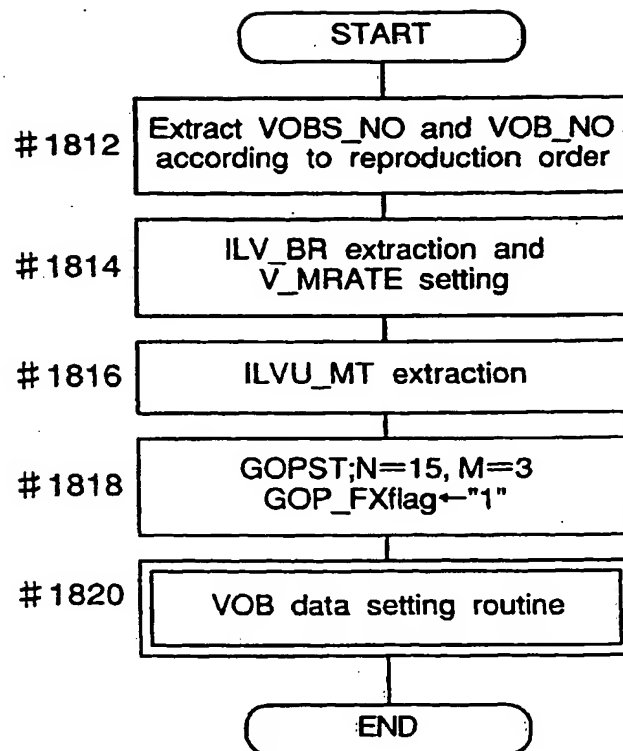 START
#1812
Extract VOBS_NO and VOB_NO
according to reproduction order
#1814
ILV_BR extraction and
V_MRATE setting
#1816
ILVU_MT extraction
#1818
GOPST;N=15, M=3
GOP_FXflag←"1"
#1820
VOB data setting routine
END